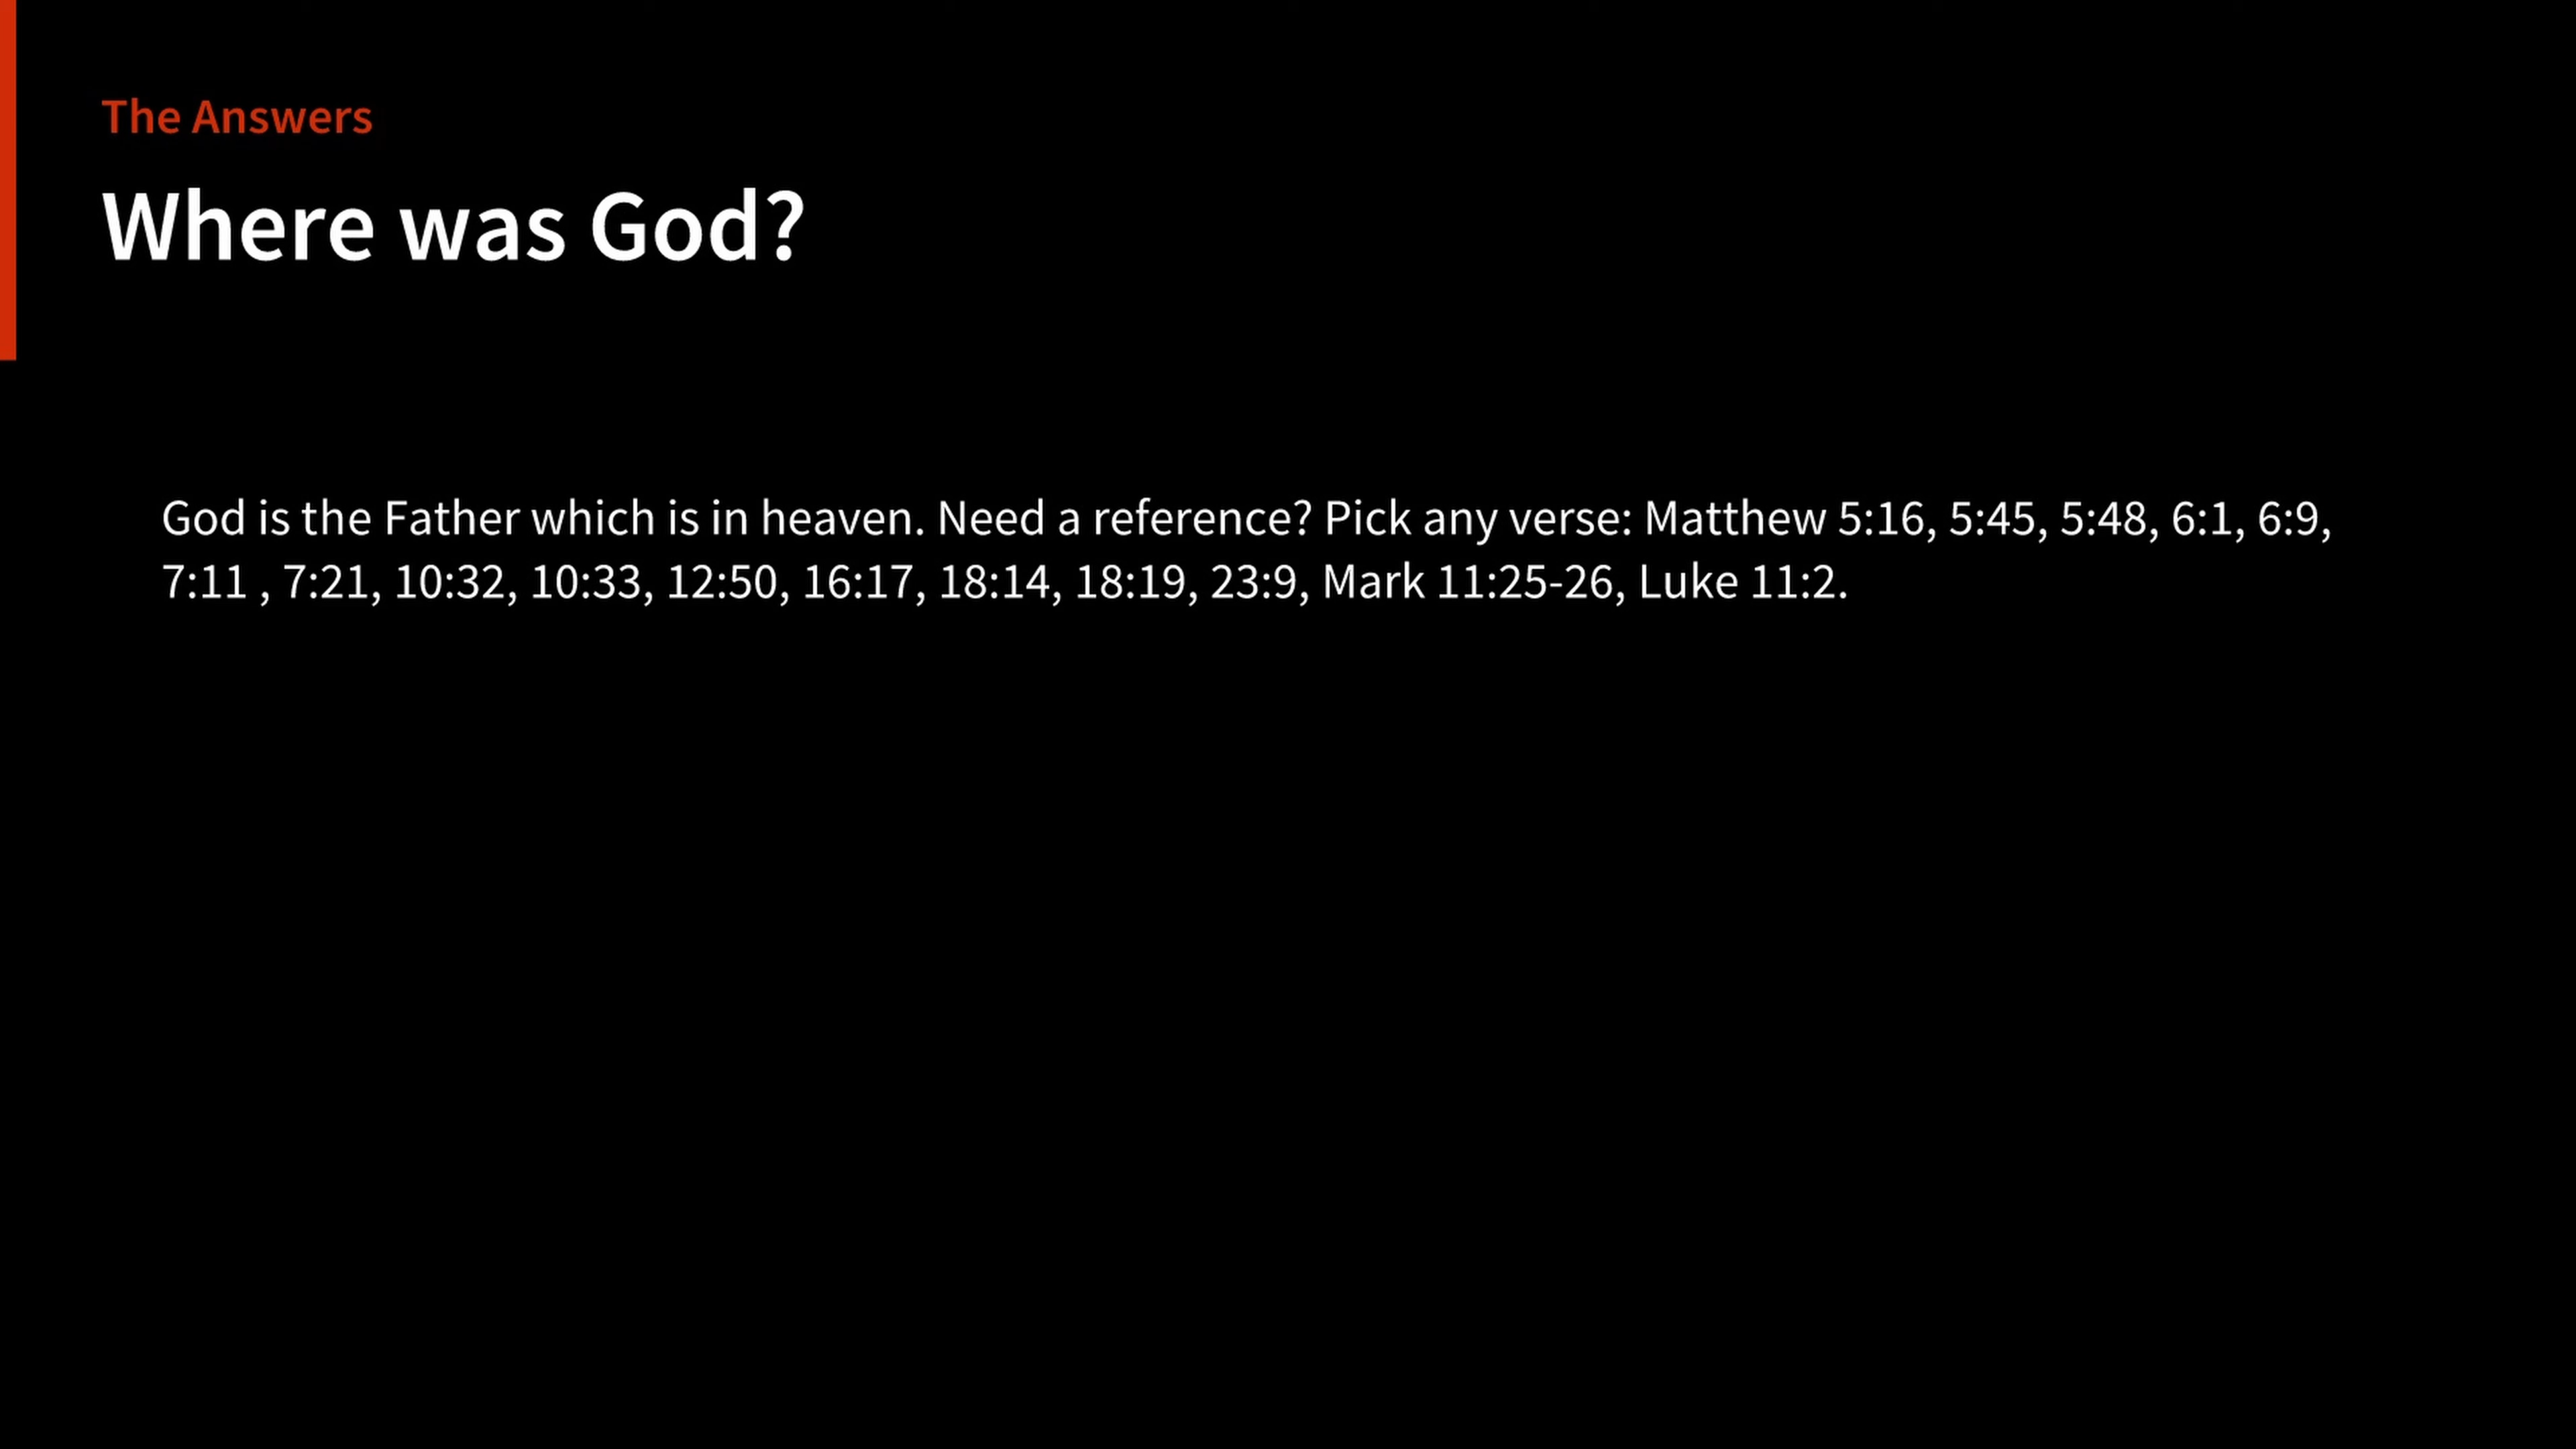 The Answers
Where was God?
God is the Father which is in heaven. Need a reference? Pick any verse: Matthew 5:16, 5:45, 5:48, 6:1, 6:9,
7:11 , 7:21, 10:32, 10:33, 12:50, 16:17, 18:14, 18:19, 23:9, Mark 11:25-26, Luke 11:2.